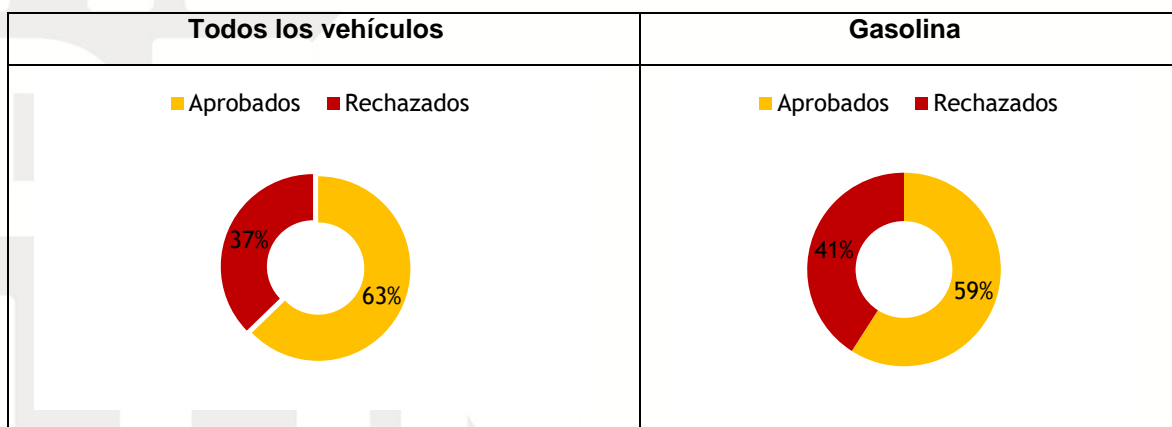 Todos los vehículos
Gasolina
Aprobados Rechazados
37%
63%
Aprobados Rechazados
41%
59%